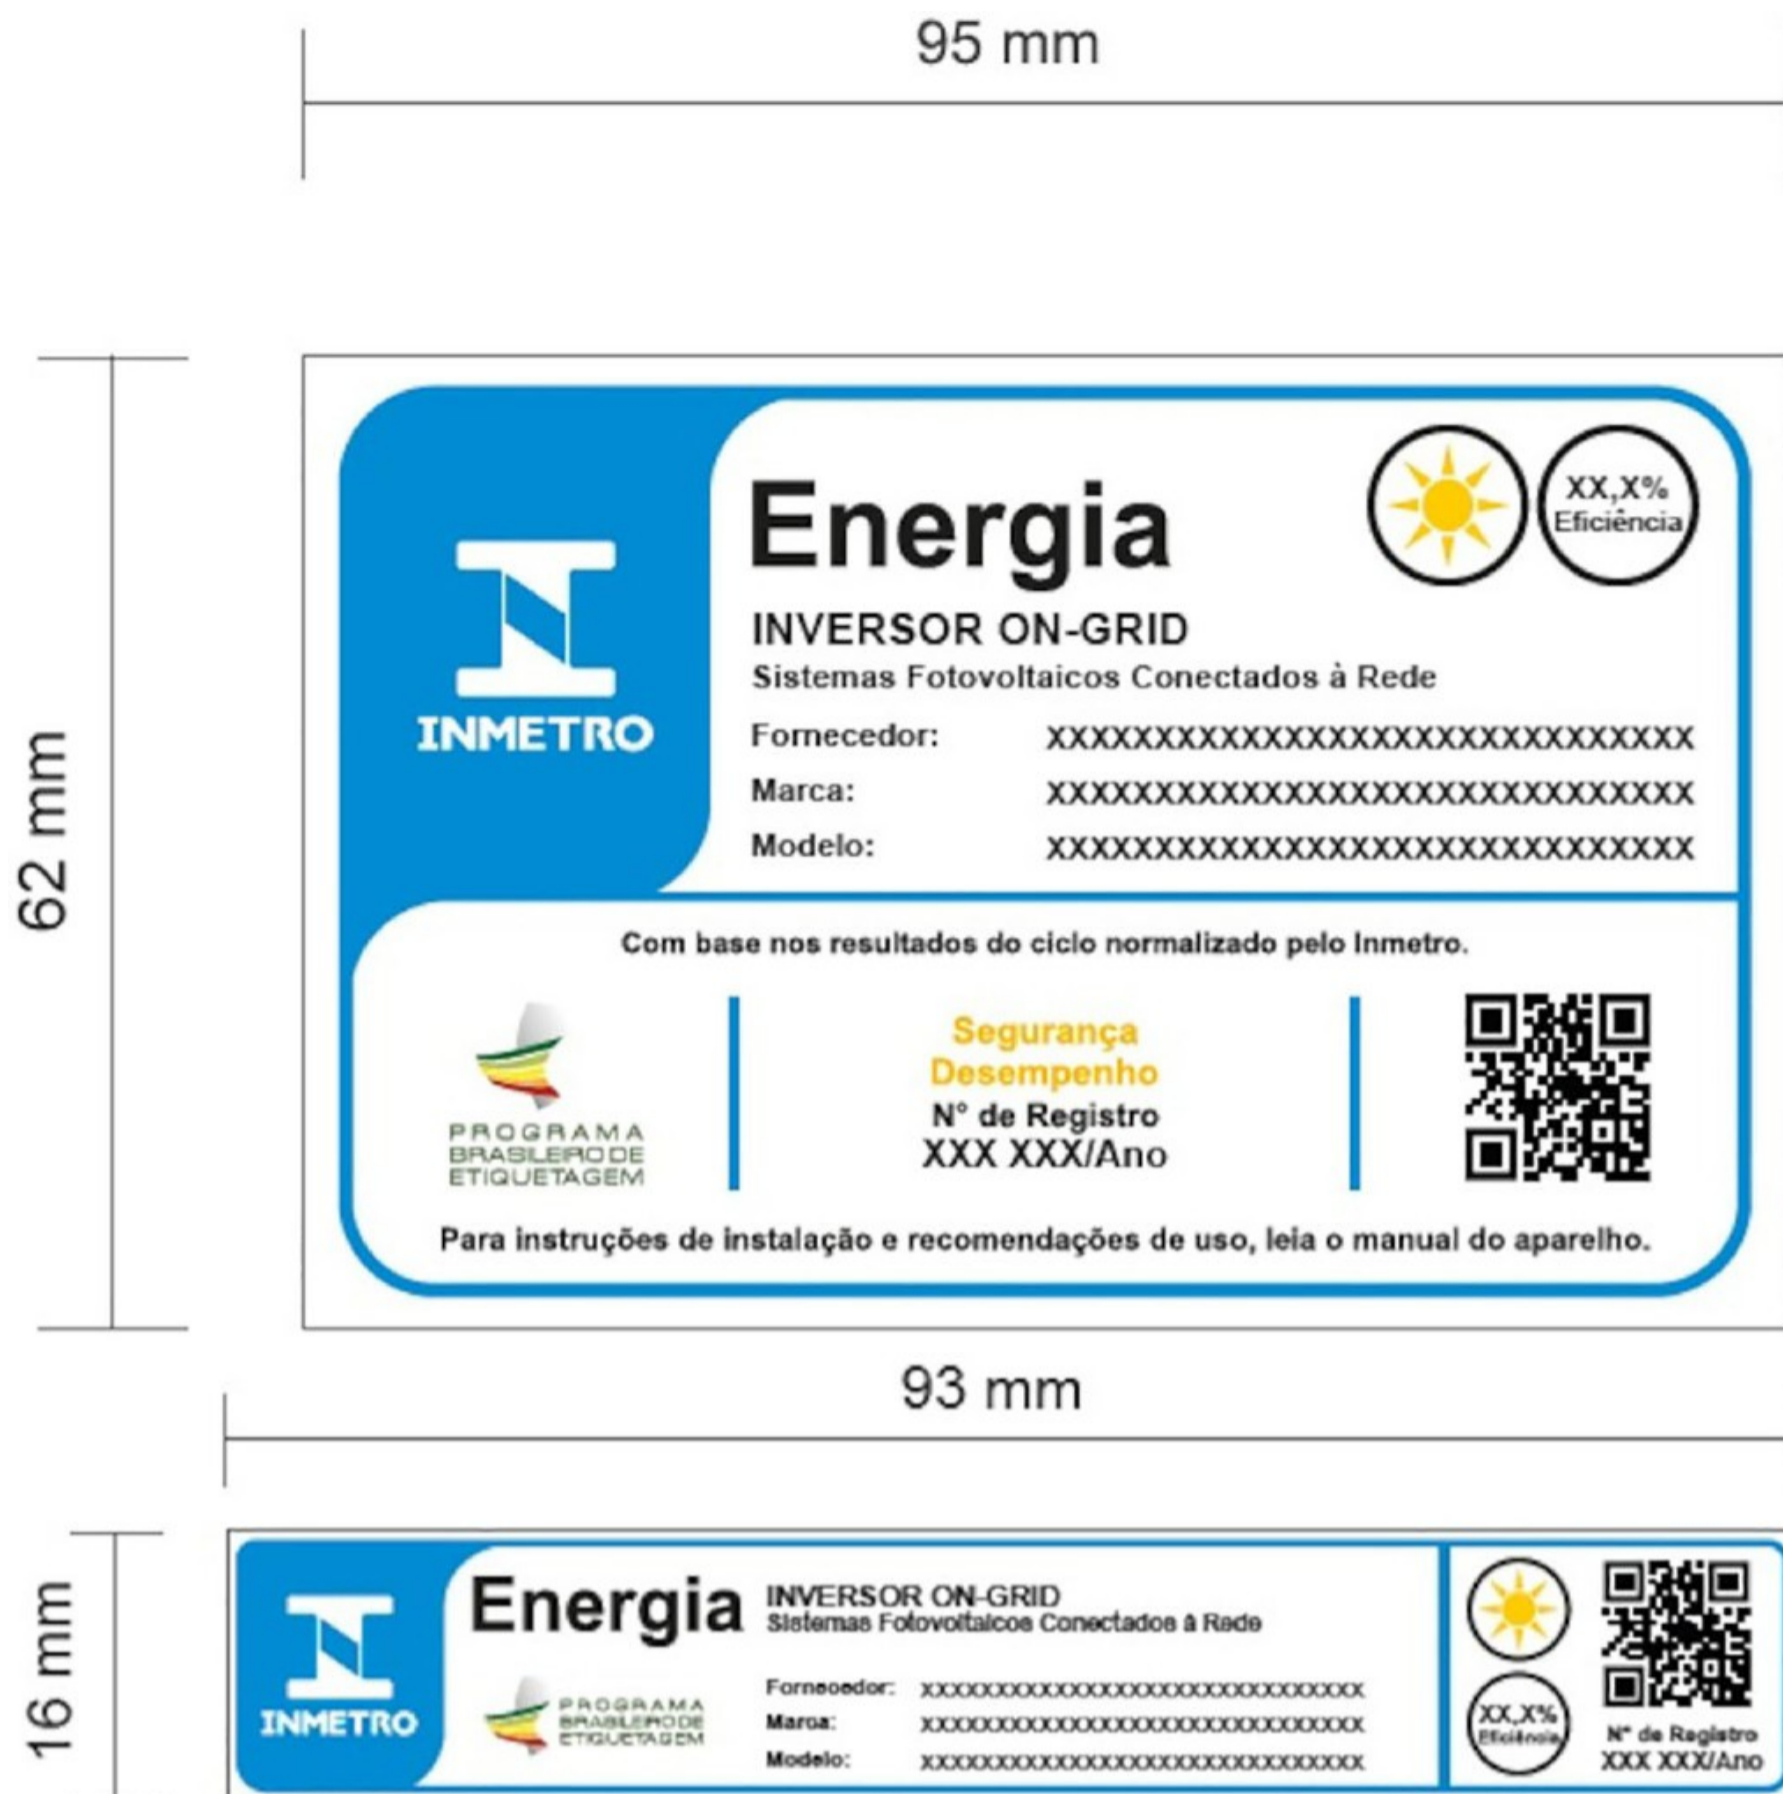 95 mm
62 mm
INMETRO
Energia
XX,X%
Eficiência
INVERSOR ON-GRID
Sistemas Fotovoltaicos Conectados à Rede
Fornecedor: XXXXXXXXXXXXXXXXXXXXXXXXXXXXXX
Marca: XXXXXXXXXXXXXXXXXXXXXXXXXXXXXX
Modelo: XXXXXXXXXXXXXXXXXXXXXXXXXXXXXX
Com base nos resultados do ciclo normalizado pelo Inmetro.
PROGRAMA
BRASILEIRO DE
ETIQUETAGEM
Segurança
Desempenho
N° de Registro
XXX XXX/Ano
Para instruções de instalação e recomendações de uso, leia o manual do aparelho.
93 mm
16 mm
INMETRO
Energia
INVERSOR ON-GRID
Sistemas Fotovoltaicos Conectados à Rede
PROGRAMA
BRASILEIRO DE
ETIQUETAGEM
Fornecedor: XXXXXXXXXXXXXXXXXXXXXXXXXXXXXX
Marca: XXXXXXXXXXXXXXXXXXXXXXXXXXXXXX
Modelo: XXXXXXXXXXXXXXXXXXXXXXXXXXXXXX
XX,X%
Eficiência
N° de Registro
XXX XXX/Ano